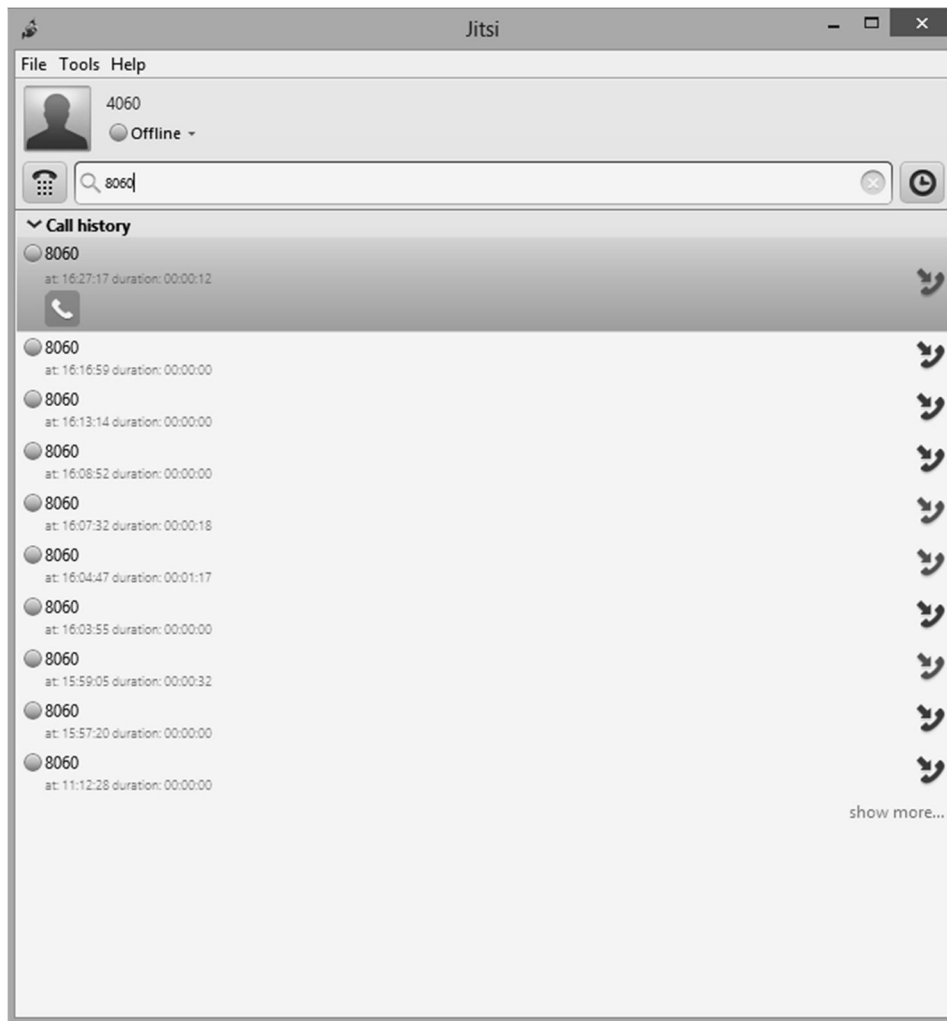 Jitsi
File Tools Help
4060
Offline
8060
Call history
8060
at: 16:27:17 duration: 00:00:12
8060
at: 16:16:59 duration: 00:00:00
8060
at: 16:13:14 duration: 00:00:00
8060
at: 16:08:52 duration: 00:00:00
8060
at: 16:07:32 duration: 00:00:18
8060
at: 16:04:47 duration: 00:01:17
8060
at: 16:03:55 duration: 00:00:00
8060
at: 15:59:05 duration: 00:00:32
8060
at: 15:57:20 duration: 00:00:00
8060
at: 11:12:28 duration: 00:00:00
show more...